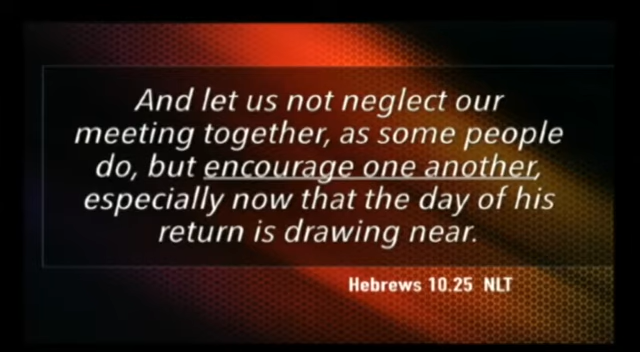 And let us not neglect our
meeting together, as some people
do, but encourage one another,
especially now that the day of his
return is drawing near.
Hebrews 10.25 NLT